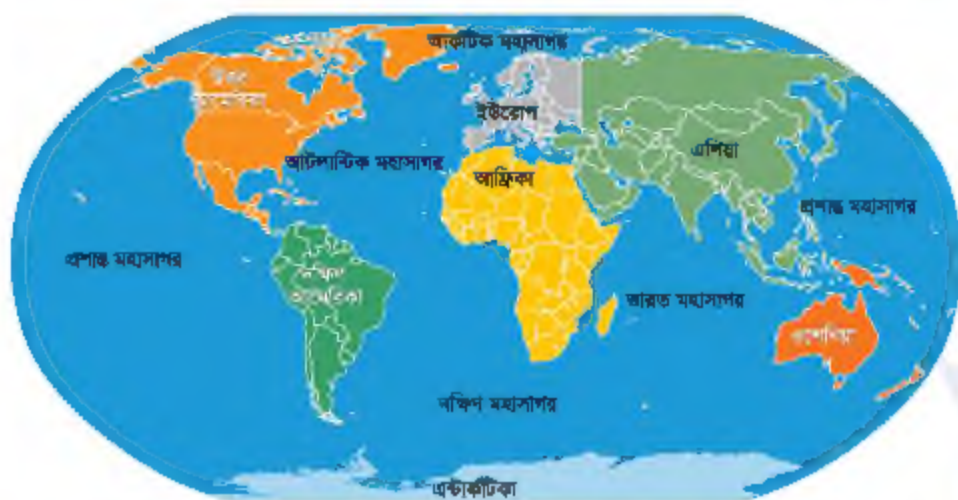 আর্কটিক মহাসাগর
উত্তর
আমেরিকা
ইউরোপ
এশিয়া
আটলান্টিক মহাসাগর
আফ্রিকা
প্রশান্ত মহাসাগর
প্রশান্ত মহাসাগর
দক্ষিণ
আমেরিকা
ভারত মহাসাগর
ওশেনিয়া
দক্ষিণ মহাসাগর
এন্টার্কটিকা